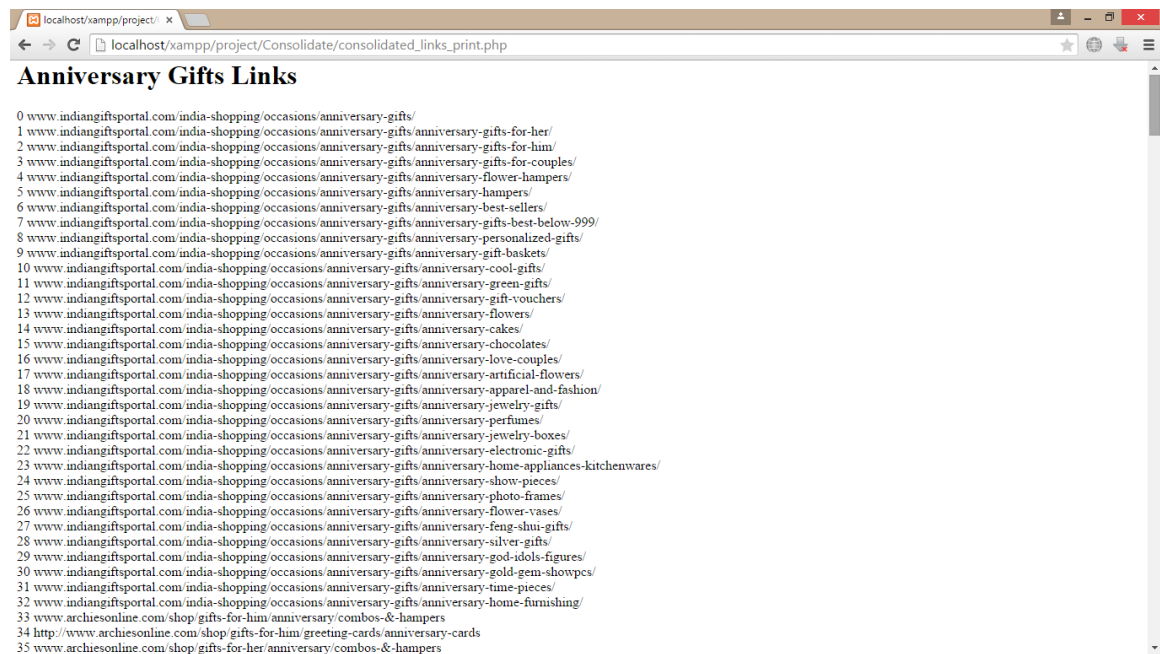 localhost/xampp/project/
localhost/xampp/project/Consolidate/consolidated_links_print.php
Anniversary Gifts Links
0 www.indiangiftsportal.com/india-shopping/occasions/anniversary-gifts/
1 www.indiangiftsportal.com/india-shopping/occasions/anniversary-gifts/anniversary-gifts-for-her/
2 www.indiangiftsportal.com/india-shopping/occasions/anniversary-gifts/anniversary-gifts-for-him/
3 www.indiangiftsportal.com/india-shopping/occasions/anniversary-gifts/anniversary-gifts-for-couples/
4 www.indiangiftsportal.com/india-shopping/occasions/anniversary-gifts/anniversary-flower-hampers/
5 www.indiangiftsportal.com/india-shopping/occasions/anniversary-gifts/anniversary-hampers/
6 www.indiangiftsportal.com/india-shopping/occasions/anniversary-gifts/anniversary-best-sellers/
7 www.indiangiftsportal.com/india-shopping/occasions/anniversary-gifts/anniversary-gifts-best-below-999/
8 www.indiangiftsportal.com/india-shopping/occasions/anniversary-gifts/anniversary-personalized-gifts/
9 www.indiangiftsportal.com/india-shopping/occasions/anniversary-gifts/anniversary-gift-baskets/
10 www.indiangiftsportal.com/india-shopping/occasions/anniversary-gifts/anniversary-cool-gifts/
11 www.indiangiftsportal.com/india-shopping/occasions/anniversary-gifts/anniversary-green-gifts/
12 www.indiangiftsportal.com/india-shopping/occasions/anniversary-gifts/anniversary-gift-vouchers/
13 www.indiangiftsportal.com/india-shopping/occasions/anniversary-gifts/anniversary-flowers/
14 www.indiangiftsportal.com/india-shopping/occasions/anniversary-gifts/anniversary-cakes/
15 www.indiangiftsportal.com/india-shopping/occasions/anniversary-gifts/anniversary-chocolates/
16 www.indiangiftsportal.com/india-shopping/occasions/anniversary-gifts/anniversary-love-couples/
17 www.indiangiftsportal.com/india-shopping/occasions/anniversary-gifts/anniversary-artificial-flowers/
18 www.indiangiftsportal.com/india-shopping/occasions/anniversary-gifts/anniversary-apparel-and-fashion/
19 www.indiangiftsportal.com/india-shopping/occasions/anniversary-gifts/anniversary-jewelry-gifts/
20 www.indiangiftsportal.com/india-shopping/occasions/anniversary-gifts/anniversary-perfumes/
21 www.indiangiftsportal.com/india-shopping/occasions/anniversary-gifts/anniversary-jewelry-boxes/
22 www.indiangiftsportal.com/india-shopping/occasions/anniversary-gifts/anniversary-electronic-gifts/
23 www.indiangiftsportal.com/india-shopping/occasions/anniversary-gifts/anniversary-home-appliances-kitchenwares/
24 www.indiangiftsportal.com/india-shopping/occasions/anniversary-gifts/anniversary-show-pieces/
25 www.indiangiftsportal.com/india-shopping/occasions/anniversary-gifts/anniversary-photo-frames/
26 www.indiangiftsportal.com/india-shopping/occasions/anniversary-gifts/anniversary-flower-vases/
27 www.indiangiftsportal.com/india-shopping/occasions/anniversary-gifts/anniversary-feng-shui-gifts/
28 www.indiangiftsportal.com/india-shopping/occasions/anniversary-gifts/anniversary-silver-gifts/
29 www.indiangiftsportal.com/india-shopping/occasions/anniversary-gifts/anniversary-god-idols-figures/
30 www.indiangiftsportal.com/india-shopping/occasions/anniversary-gifts/anniversary-gold-gem-showpcs/
31 www.indiangiftsportal.com/india-shopping/occasions/anniversary-gifts/anniversary-time-pieces/
32 www.indiangiftsportal.com/india-shopping/occasions/anniversary-gifts/anniversary-home-furnishing/
33 www.archiesonline.com/shop/gifts-for-him/anniversary/combos-&-hampers
34 http://www.archiesonline.com/shop/gifts-for-him/greeting-cards/anniversary-cards
35 www.archiesonline.com/shop/gifts-for-her/anniversary/combos-&-hampers